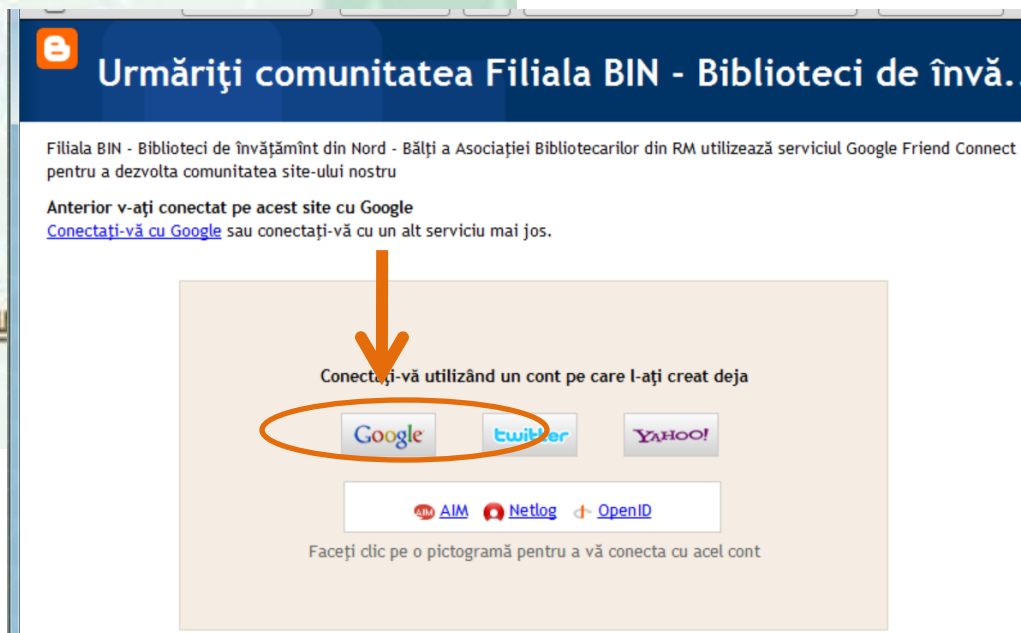 Urmăriţi comunitatea Filiala BIN - Biblioteci de învă..
Filiala BIN - Biblioteci de învăţămînt din Nord - Bălţi a Asociaţiei Bibliotecarilor din RM utilizează serviciul Google Friend Connect
pentru a dezvolta comunitatea site-ului nostru
Anterior v-aţi conectat pe acest site cu Google
Conectaţi-vă cu Google sau conectaţi-vă cu un alt serviciu mai jos.
Conectaţi-vă utilizând un cont pe care l-aţi creat deja
Google twitter YAHOO!
AIM AIM Netlog OpenID
Faceţi clic pe o pictogramă pentru a vă conecta cu acel cont